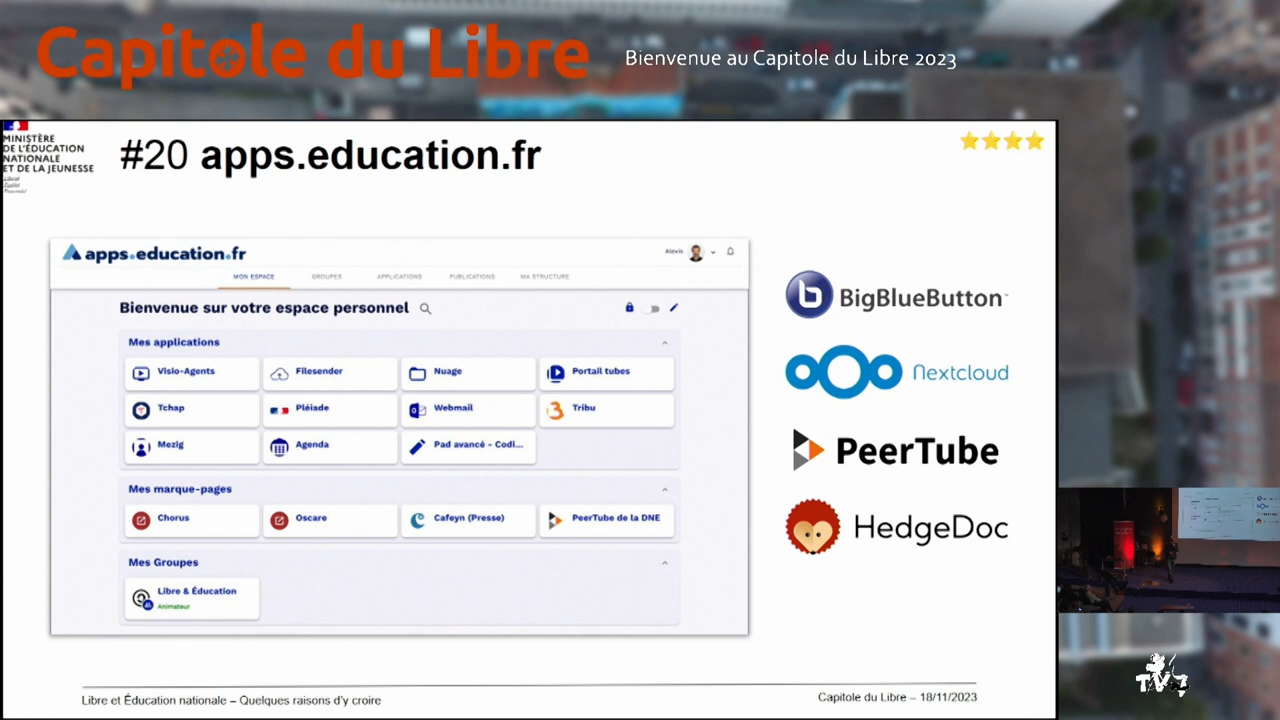 Capitole du Libre
Bienvenue au Capitole du Libre 2023
MINISTÈRE
DE L'ÉDUCATION
NATIONALE
ET DE LA JEUNESSE
Liberté
Égalité
Fraternité
#20 apps.education.fr
apps.education.fr
Alexis
MON ESPACE
GROUPES
APPLICATIONS
PUBLICATIONS
MA STRUCTURE
Bienvenue sur votre espace personnel
Mes applications
Visio-Agents
Filesender
Nuage
Portail tubes
Tchap
Pléiade
Webmail
Tribu
Mezig
Agenda
Pad avancé - Codi...
Mes marque-pages
Chorus
Oscare
Cafeyn (Presse)
PeerTube de la DNE
Mes Groupes
Libre & Éducation
Animateur
BigBlueButton
Nextcloud
PeerTube
HedgeDoc
Libre et Éducation nationale – Quelques raisons d'y croire
Capitole du Libre – 18/11/2023